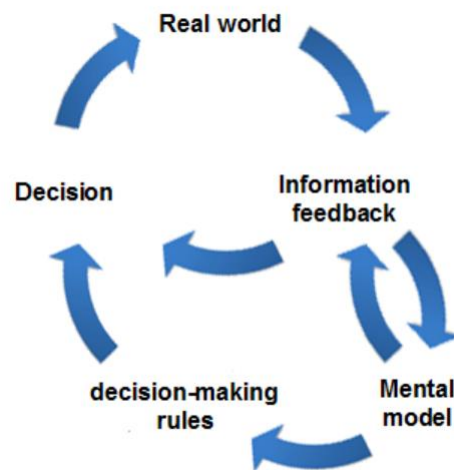 Real world
Decision
Information
feedback
decision-making
rules
Mental
model